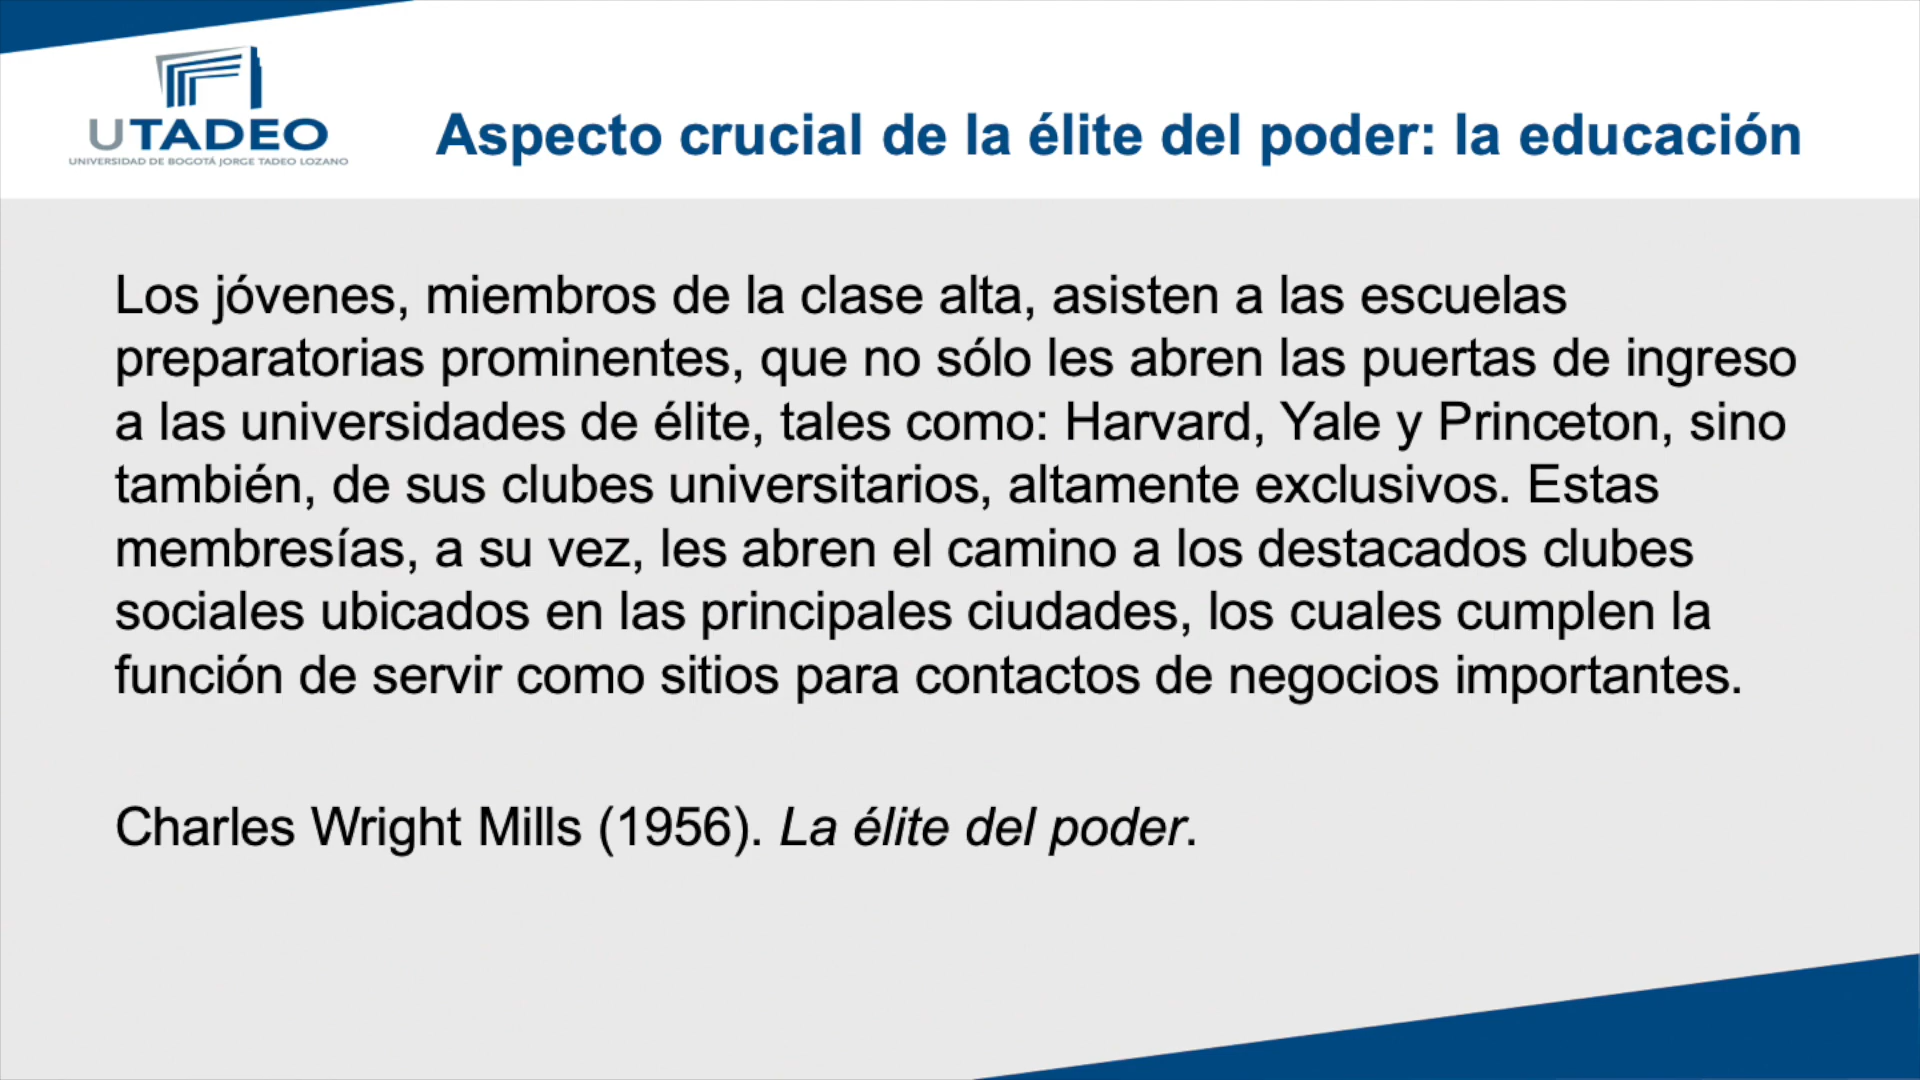 UTADEO
UNIVERSIDAD DE BOGOTÁ JORGE TADEO LOZANO
Aspecto crucial de la élite del poder: la educación
Los jóvenes, miembros de la clase alta, asisten a las escuelas
preparatorias prominentes, que no sólo les abren las puertas de ingreso
a las universidades de élite, tales como: Harvard, Yale y Princeton, sino
también, de sus clubes universitarios, altamente exclusivos. Estas
membresías, a su vez, les abren el camino a los destacados clubes
sociales ubicados en las principales ciudades, los cuales cumplen la
función de servir como sitios para contactos de negocios importantes.
Charles Wright Mills (1956). La élite del poder.